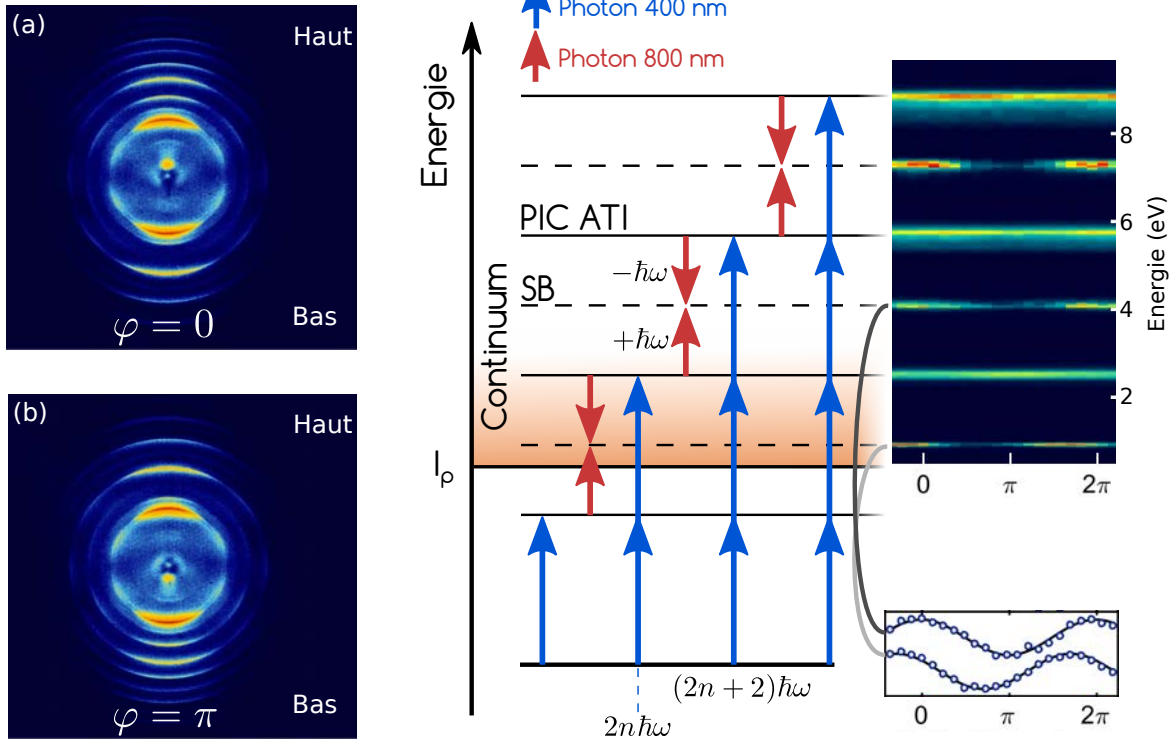 (a)
Haut
Bas
φ = 0
(b)
Haut
Bas
φ = π
Photon 400 nm
Photon 800 nm
Energie
Continuum
Iₚ
PIC ATI
SB
−ħω
+ħω
(2n + 2)ħω
2nħω
8
6
4
2
Energie (eV)
0
π
2π
0
π
2π